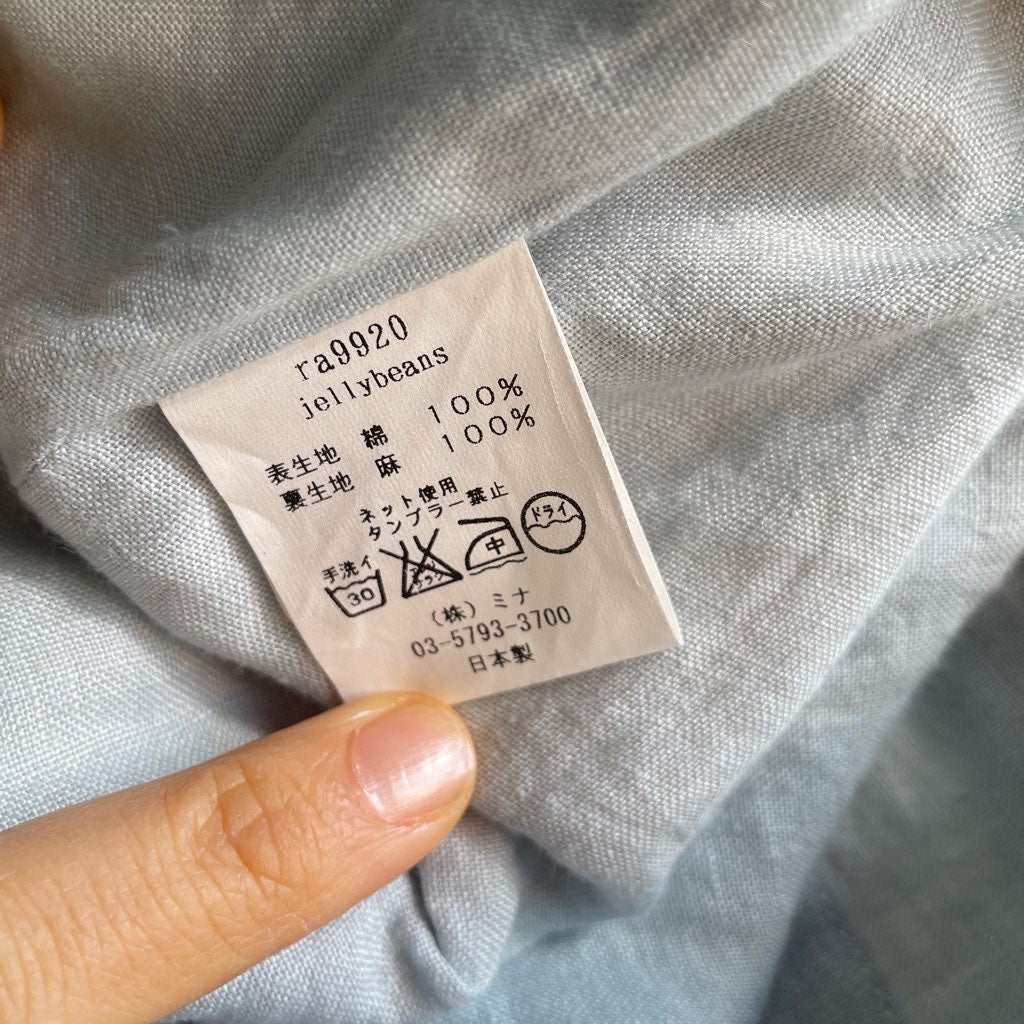 ra9920
jellybeans
表生地 綿 100%
裏生地 麻 100%
ネット使用
タンブラー禁止
手洗イ
30
中
ドライ
(株) ミナ
03-5793-3700
日本製